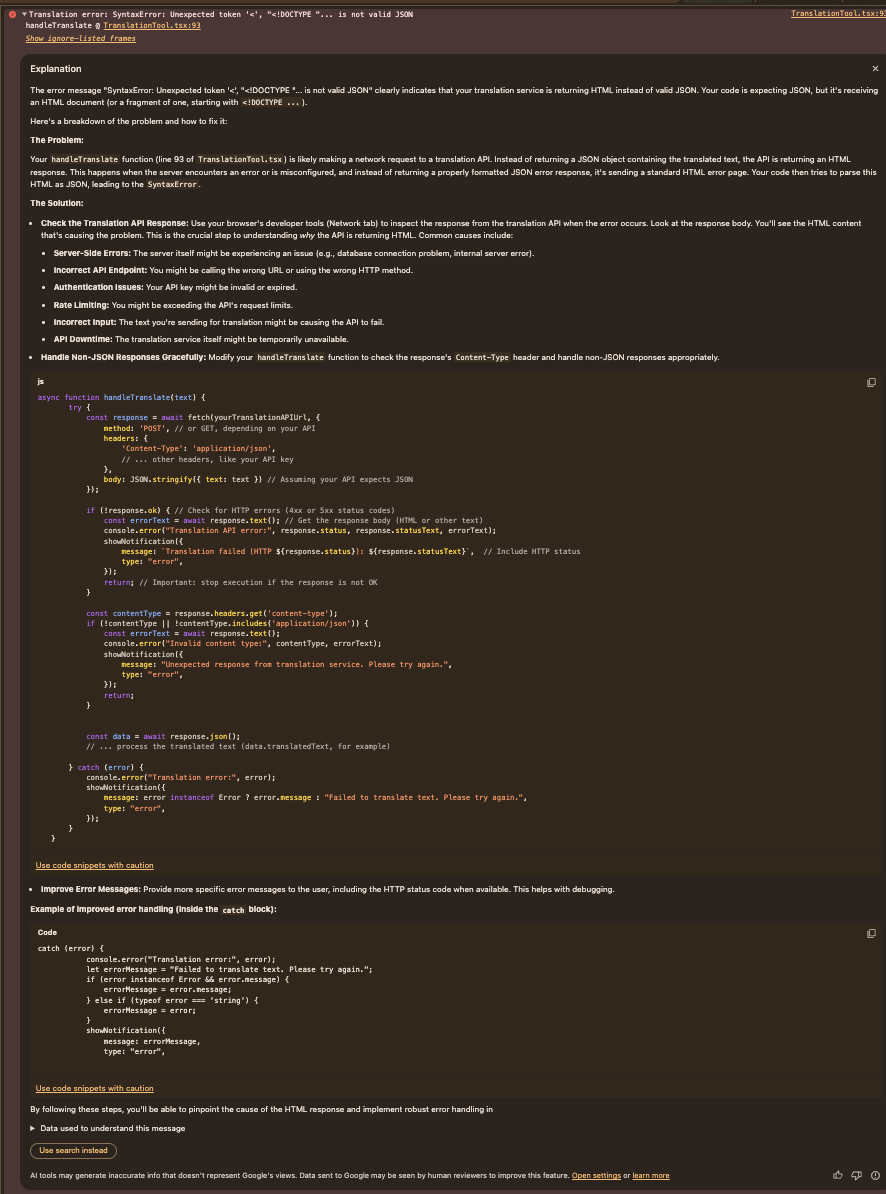 Translation error: SyntaxError: Unexpected token '<', "<!DOCTYPE "... is not valid JSON
TranslationTool.tsx:93
handleTranslate @ TranslationTool.tsx:93
Show ignore-listed frames
Explanation
The error message "SyntaxError: Unexpected token '<', "<!DOCTYPE "... is not valid JSON" clearly indicates that your translation service is returning HTML instead of valid JSON. Your code is expecting JSON, but it's receiving
an HTML document (or a fragment of one, starting with <!DOCTYPE ...).
Here's a breakdown of the problem and how to fix it:
The Problem:
Your handleTranslate function (line 93 of TranslationTool.tsx) is likely making a network request to a translation API. Instead of returning a JSON object containing the translated text, the API is returning an HTML
response. This happens when the server encounters an error or is misconfigured, and instead of returning a properly formatted JSON error response, it's sending a standard HTML error page. Your code then tries to parse this
HTML as JSON, leading to the SyntaxError.
The Solution:
• Check the Translation API Response: Use your browser's developer tools (Network tab) to inspect the response from the translation API when the error occurs. Look at the response body. You'll see the HTML content
that's causing the problem. This is the crucial step to understanding why the API is returning HTML. Common causes include:
• Server-Side Errors: The server itself might be experiencing an issue (e.g., database connection problem, internal server error).
• Incorrect API Endpoint: You might be calling the wrong URL or using the wrong HTTP method.
• Authentication Issues: Your API key might be invalid or expired.
• Rate Limiting: You might be exceeding the API's request limits.
• Incorrect Input: The text you're sending for translation might be causing the API to fail.
• API Downtime: The translation service itself might be temporarily unavailable.
• Handle Non-JSON Responses Gracefully: Modify your handleTranslate function to check the response's Content-Type header and handle non-JSON responses appropriately.
js
async function handleTranslate(text) {
try {
const response = await fetch(yourTranslationAPIUrl, {
method: 'POST', // or GET, depending on your API
headers: {
'Content-Type': 'application/json',
// ... other headers, like your API key
},
body: JSON.stringify({ text: text }) // Assuming your API expects JSON
});
if (!response.ok) { // Check for HTTP errors (4xx or 5xx status codes)
const errorText = await response.text(); // Get the response body (HTML or other text)
console.error("Translation API error:", response.status, response.statusText, errorText);
showNotification({
message: `Translation failed (HTTP ${response.status}): ${response.statusText}`, // Include HTTP status
type: "error",
});
return; // Important: stop execution if the response is not OK
}
const contentType = response.headers.get('content-type');
if (!contentType || !contentType.includes('application/json')) {
const errorText = await response.text();
console.error("Invalid content type:", contentType, errorText);
showNotification({
message: "Unexpected response from translation service. Please try again.",
type: "error",
});
return;
}
const data = await response.json();
// ... process the translated text (data.translatedText, for example)
} catch (error) {
console.error("Translation error:", error);
showNotification({
message: error instanceof Error ? error.message : "Failed to translate text. Please try again.",
type: "error",
});
}
}
Use code snippets with caution
• Improve Error Messages: Provide more specific error messages to the user, including the HTTP status code when available. This helps with debugging.
Example of improved error handling (inside the catch block):
Code
catch (error) {
console.error("Translation error:", error);
let errorMessage = "Failed to translate text. Please try again.";
if (error instanceof Error && error.message) {
errorMessage = error.message;
} else if (typeof error === 'string') {
errorMessage = error;
}
showNotification({
message: errorMessage,
type: "error",
Use code snippets with caution
By following these steps, you'll be able to pinpoint the cause of the HTML response and implement robust error handling in
Data used to understand this message
Use search instead
AI tools may generate inaccurate info that doesn't represent Google's views. Data sent to Google may be seen by human reviewers to improve this feature. Open settings or learn more